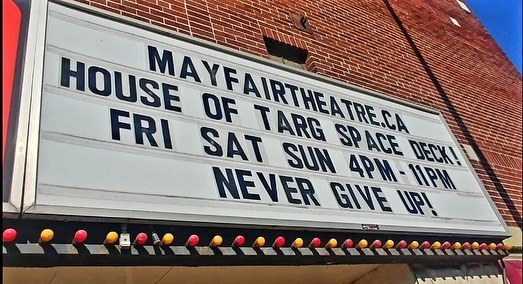 MAYFAIRTHEATRE.CA
HOUSE OF TARG SPACE DECK!
FRI SAT SUN 4PM-11PM
NEVER GIVE UP!